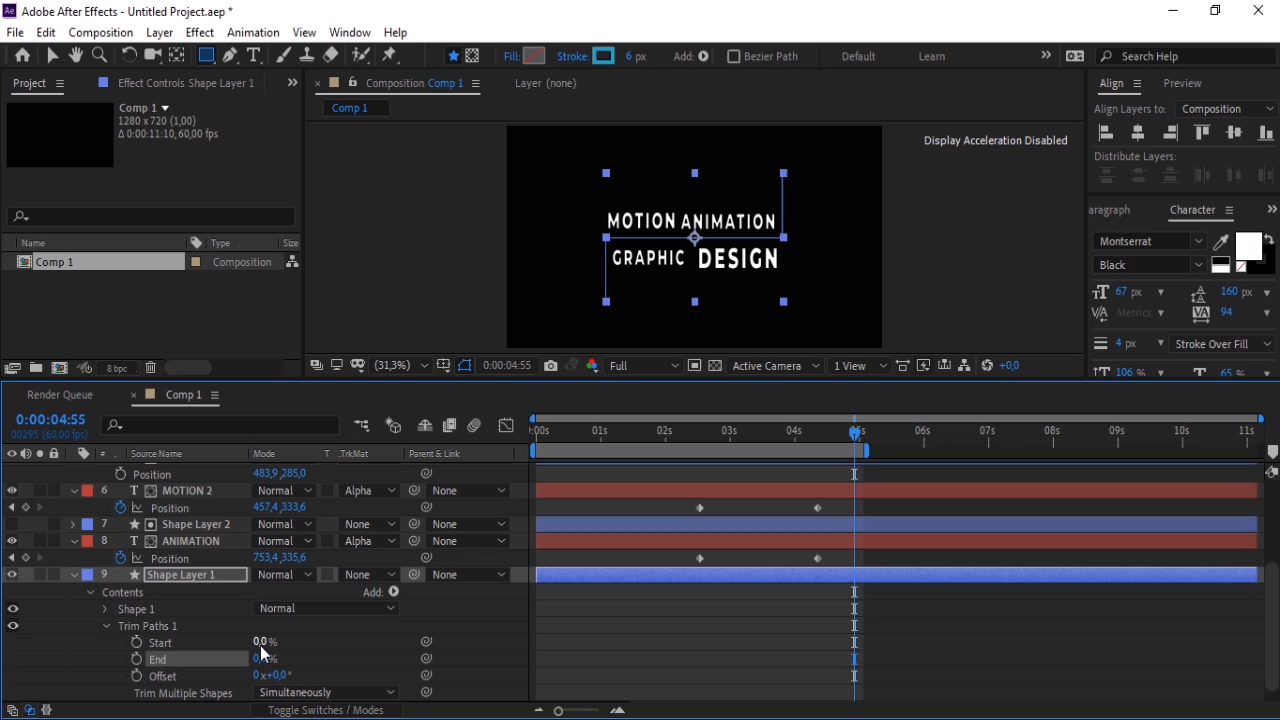 Ae Adobe After Effects - Untitled Project.aep *
File Edit Composition Layer Effect Animation View Window Help
Fill: Stroke: 6 px Add: Bezier Path Default Learn Search Help
Project Effect Controls Shape Layer 1 Composition Comp 1 Layer (none) Align Preview
Comp 1 Comp 1 Align Layers to: Composition
1280 x 720 (1,00)
Δ 0:00:11:10, 60,00 fps
Display Acceleration Disabled
Distribute Layers:
MOTION ANIMATION
GRAPHIC DESIGN
aragraph Character
Name Type Size
Comp 1 Composition
Montserrat
Black
67 px 160 px
Metrics 94
4 px Stroke Over Fill
106 % 65 %
8 bpc (31,3%) 0:00:04:55 Full Active Camera 1 View +0,0
Render Queue Comp 1
0:00:04:55
00295 (60.00 fps)
:00s 01s 02s 03s 04s 06s 07s 08s 09s 10s 11s
# Source Name Mode T .TrkMat Parent & Link
Position 483,9,285,0
6 T MOTION 2 Normal Alpha None
Position 457,4,333,6
7 Shape Layer 2 Normal None None
8 T ANIMATION Normal Alpha None
Position 753,4,335,6
9 Shape Layer 1 Normal None None
Contents Add:
Shape 1 Normal
Trim Paths 1
Start 0,0 %
End
Offset 0 x+0,0 °
Trim Multiple Shapes Simultaneously
Toggle Switches / Modes